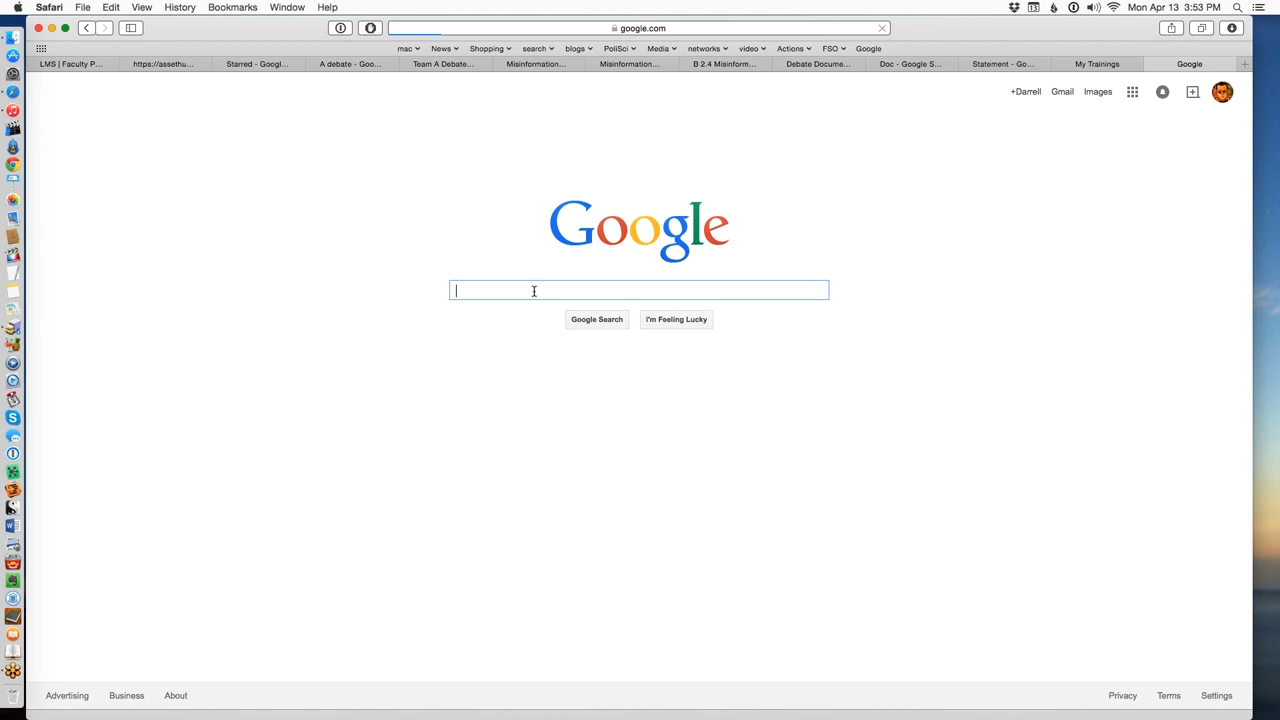 Safari File Edit View History Bookmarks Window Help Mon Apr 13 3:53 PM
google.com
mac News Shopping search blogs PoliSci Media networks video Actions FSO Google
LMS | Faculty P... https://assethu... Starred - Googl... A debate - Goo... Team A Debate... Misinformation... Misinformation... B 2.4 Misinform... Debate Docume... Doc - Google S... Statement - Go... My Trainings Google
+Darrell Gmail Images
Google
Google Search I'm Feeling Lucky
Advertising Business About Privacy Terms Settings